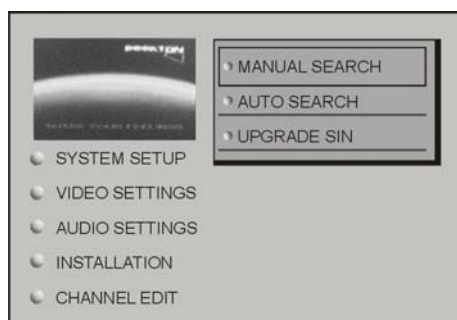 MANUAL SEARCH
AUTO SEARCH
UPGRADE SIN
SYSTEM SETUP
VIDEO SETTINGS
AUDIO SETTINGS
INSTALLATION
CHANNEL EDIT